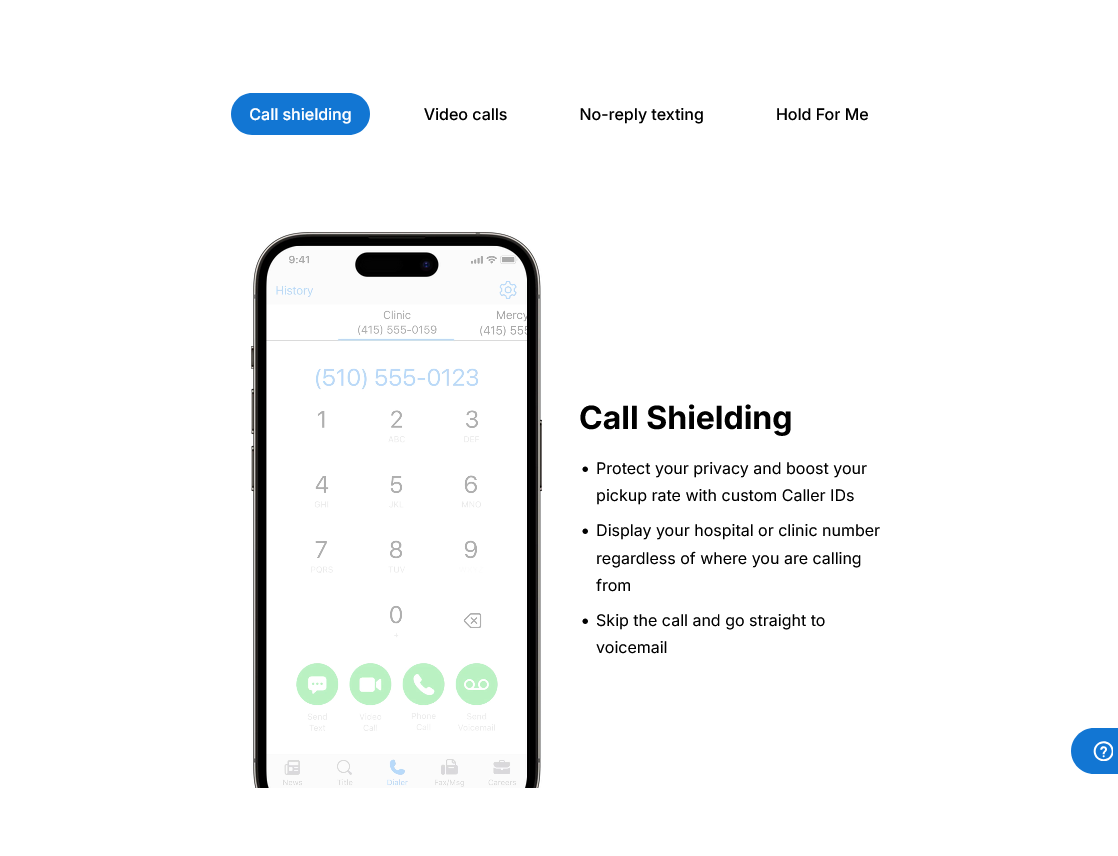 Call shielding
Video calls
No-reply texting
Hold For Me
9:41
History
Clinic
(415) 555-0159
Mercy
(415) 555
(510) 555-0123
1
2
ABC
3
DEF
4
GHI
5
JKL
6
MNO
7
PQRS
8
TUV
9
0
Send
Text
Video
Call
Phone
Call
Send
Voicemail
News
Dialer
Fax/Msg
Careers
Call Shielding
• Protect your privacy and boost your
pickup rate with custom Caller IDs
• Display your hospital or clinic number
regardless of where you are calling
from
• Skip the call and go straight to
voicemail